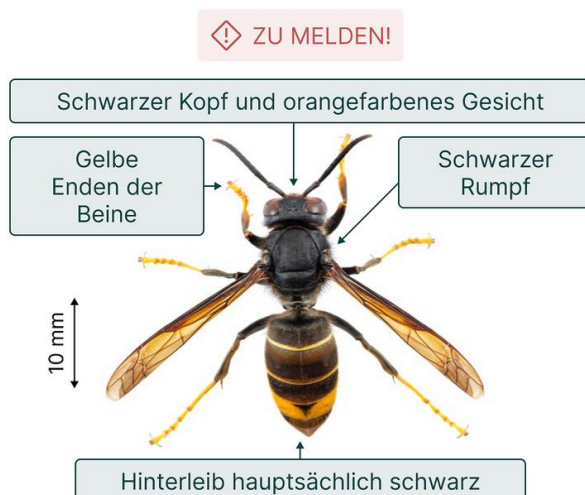 ZU MELDEN!
Schwarzer Kopf und orangefarbenes Gesicht
Gelbe
Enden der
Beine
Schwarzer
Rumpf
10 mm
Hinterleib hauptsächlich schwarz